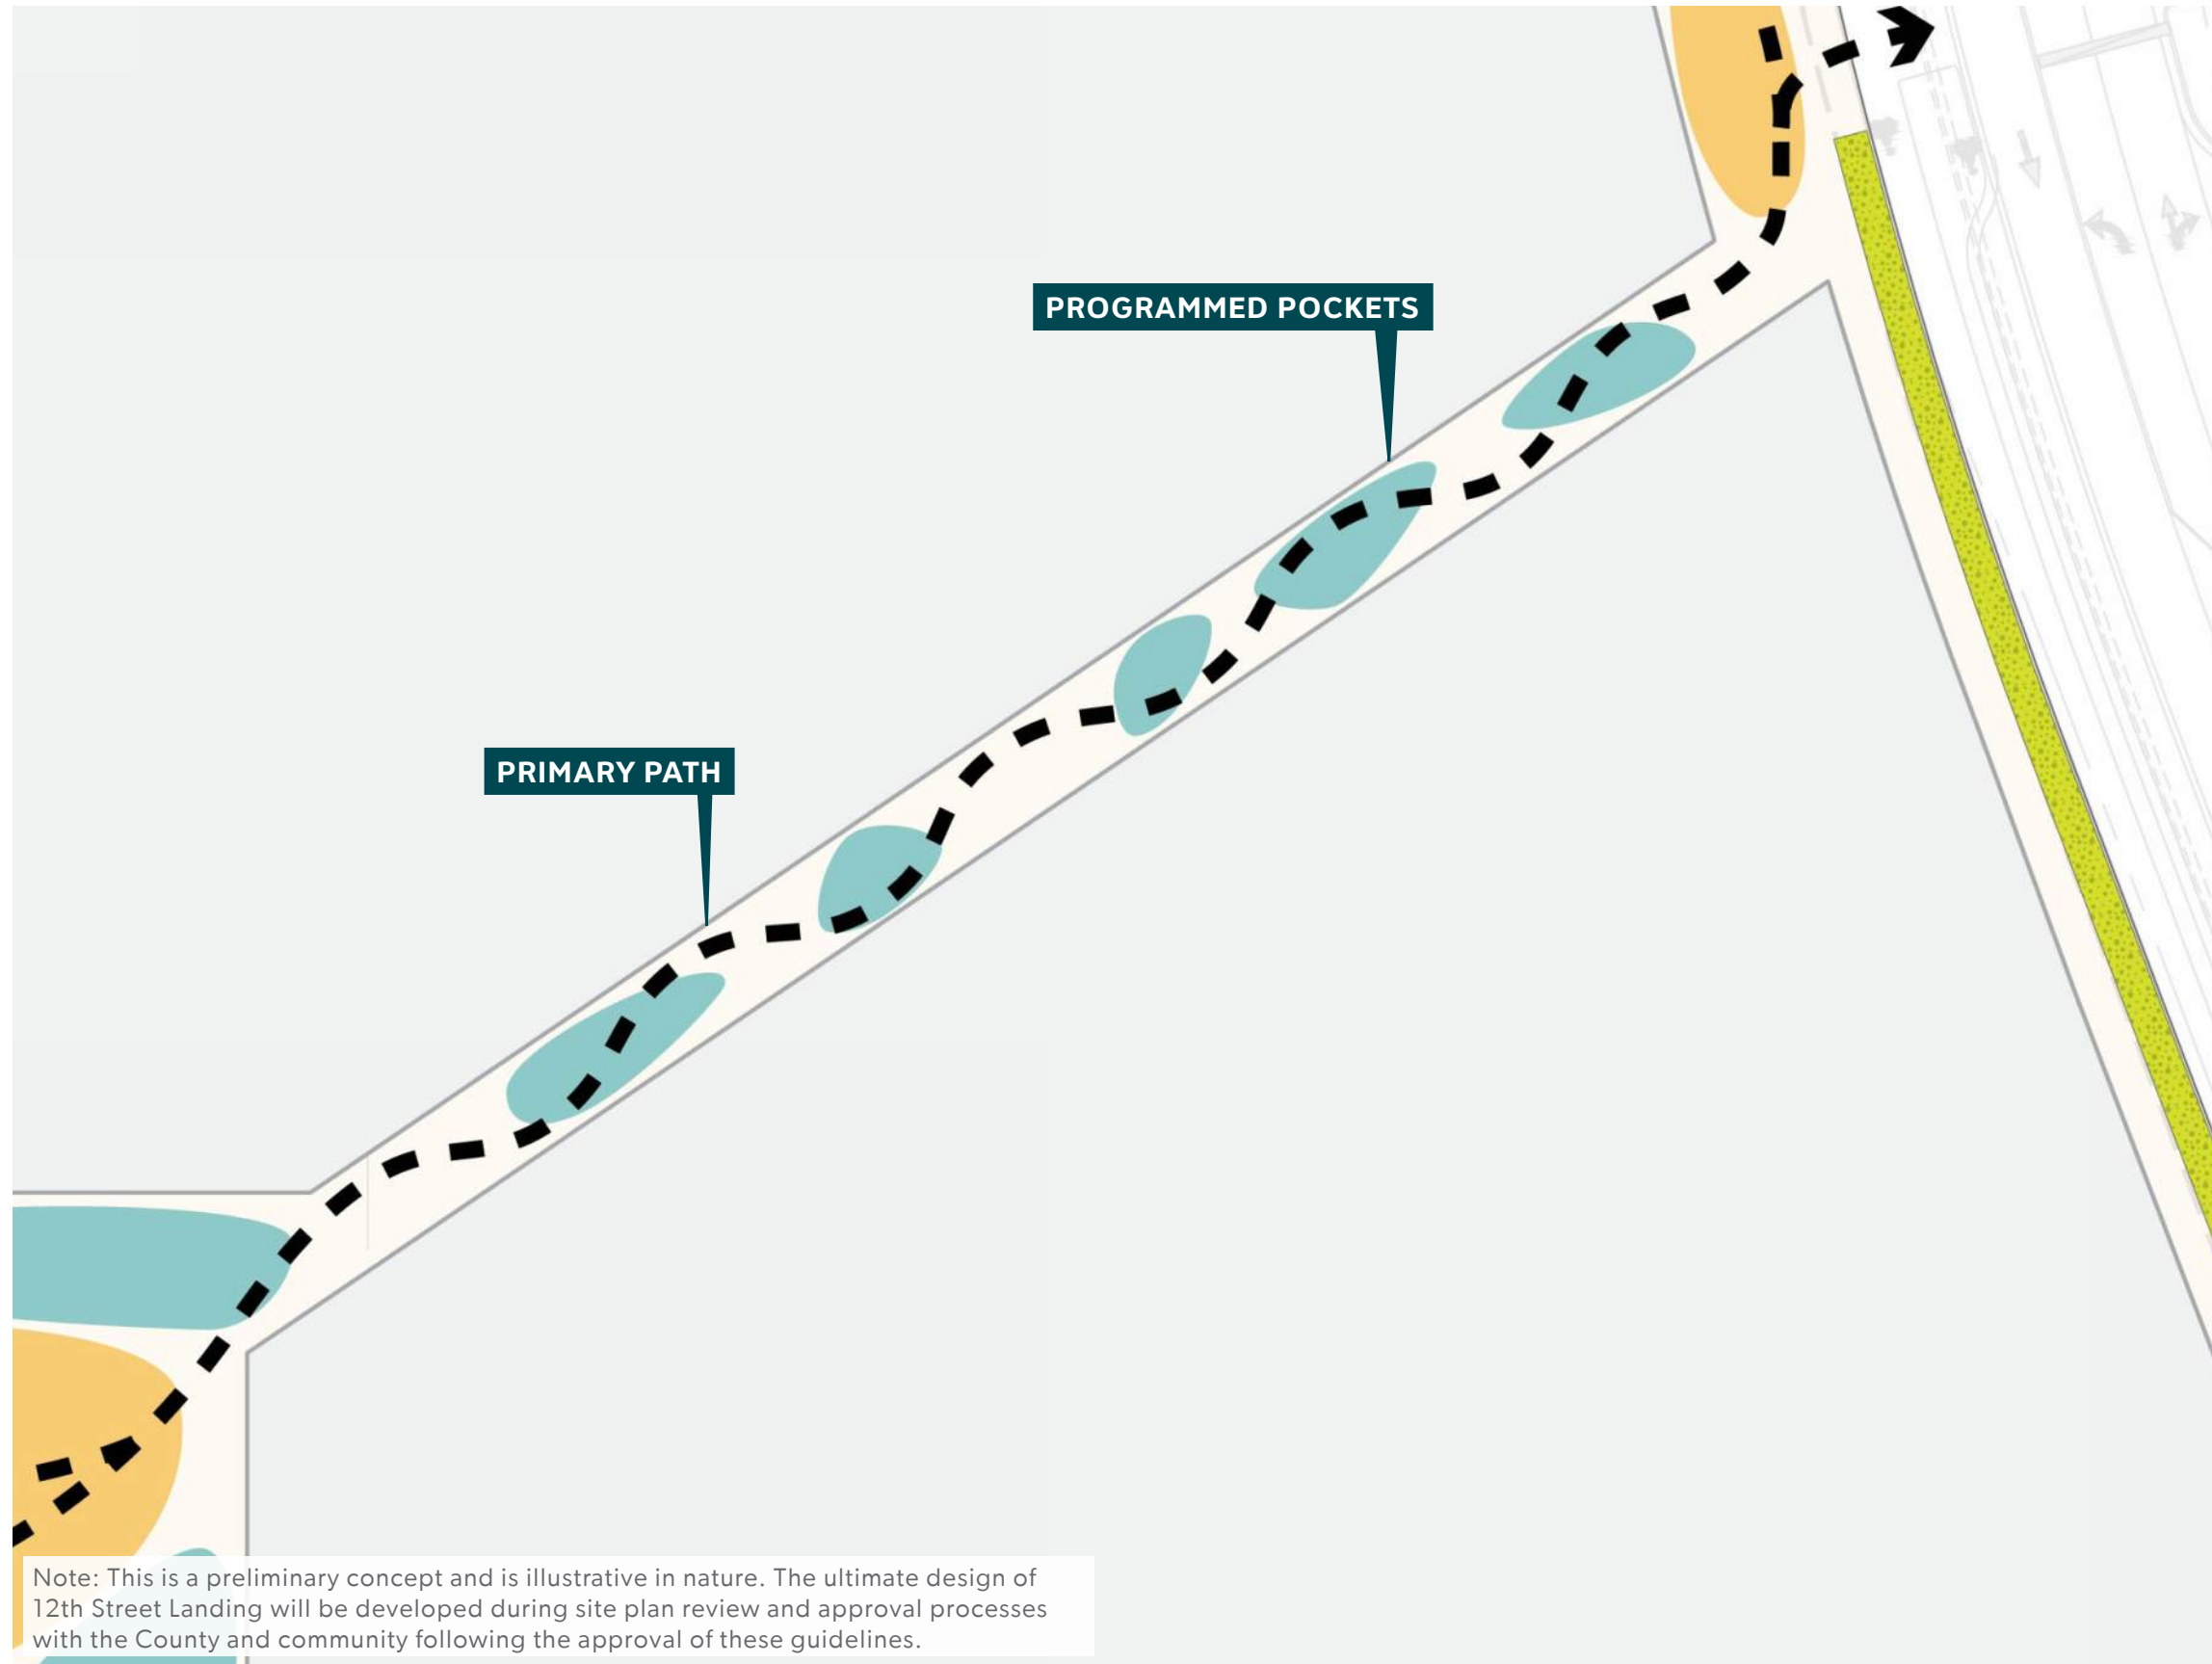 PROGRAMMED POCKETS
PRIMARY PATH
Note: This is a preliminary concept and is illustrative in nature. The ultimate design of
12th Street Landing will be developed during site plan review and approval processes
with the County and community following the approval of these guidelines.